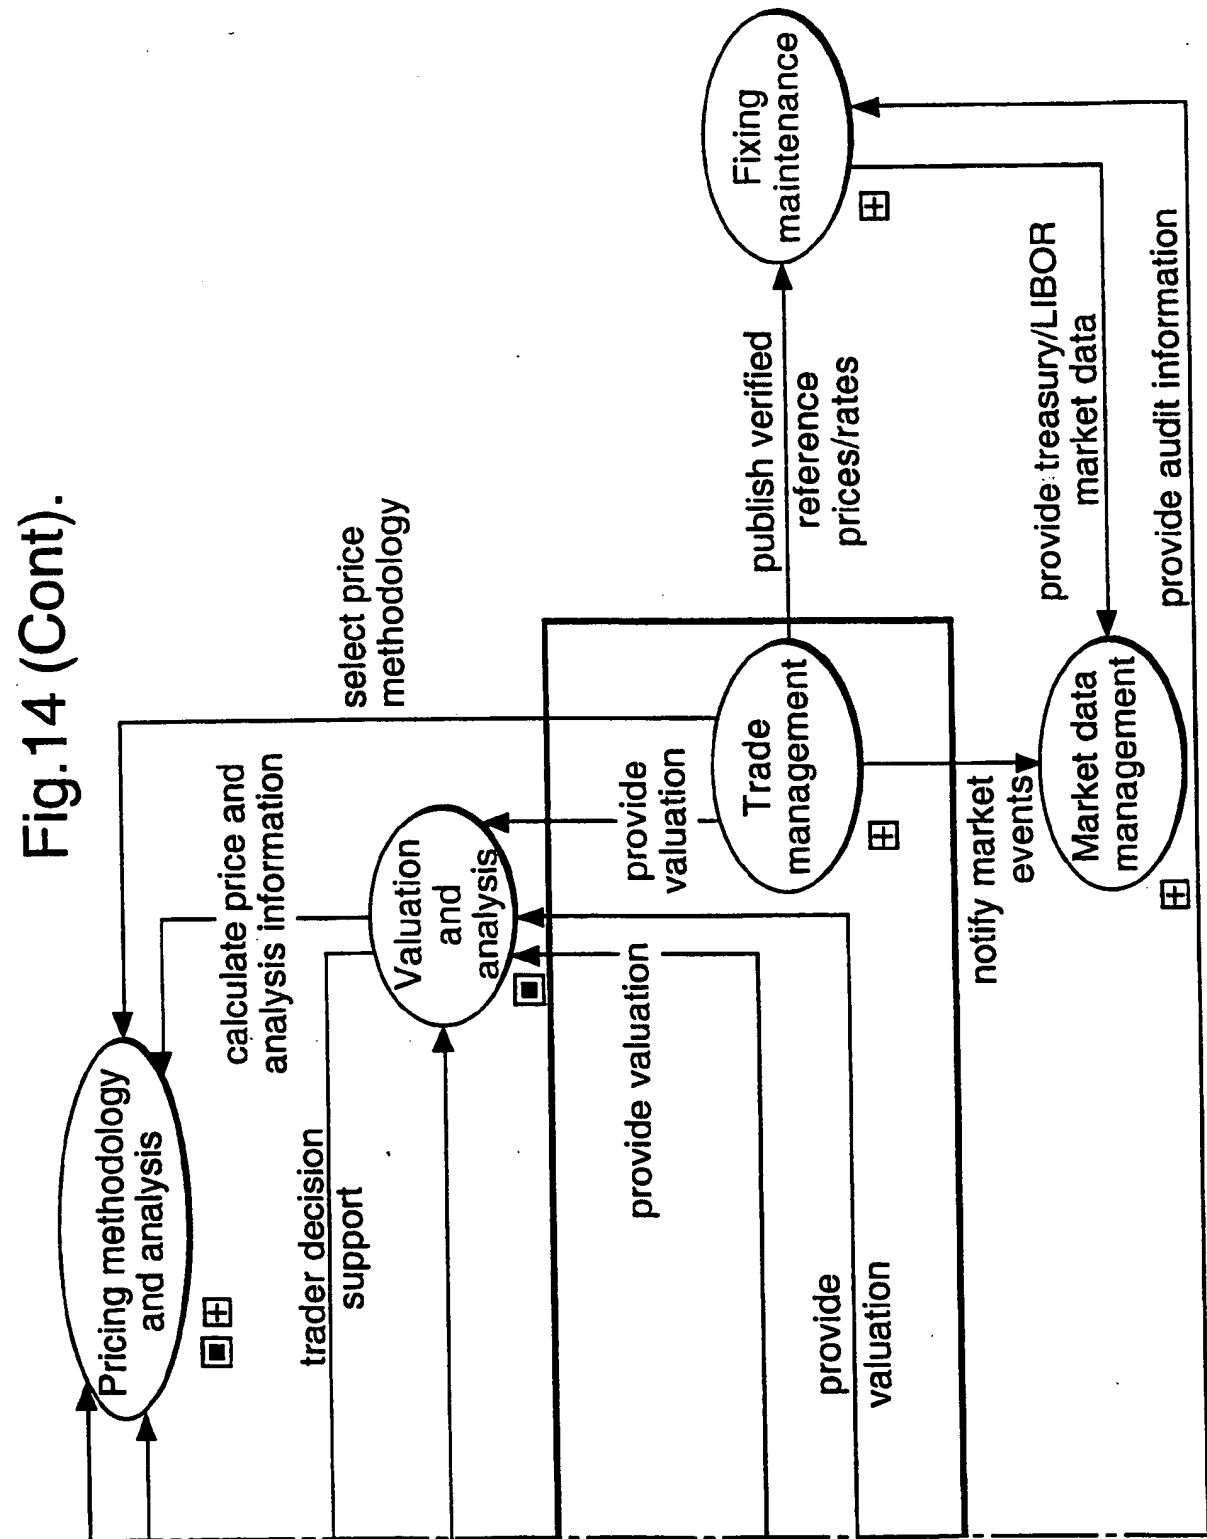 Fig.14 (Cont).
Pricing methodology
and analysis
calculate price and
analysis information
select price
methodology
trader decision
support
Valuation
and
analysis
provide
valuation
provide valuation
provide
valuation
Trade
management
publish verified
reference
prices/rates
Fixing
maintenance
notify market
events
Market data
management
provide treasury/LIBOR
market data
provide audit information